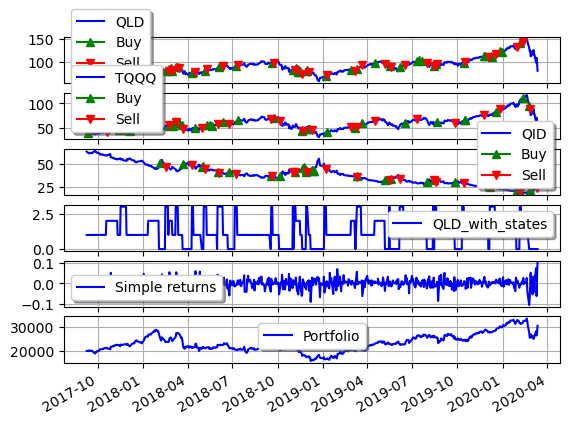 QLD
Buy
Sell
150
100
TQQQ
Buy
Sell
100
50
QID
Buy
Sell
50
25
QLD_with_states
2.5
0.0
Simple returns
0.1
0.0
−0.1
Portfolio
30000
20000
2017-10
2018-01
2018-04
2018-07
2018-10
2019-01
2019-04
2019-07
2019-10
2020-01
2020-04